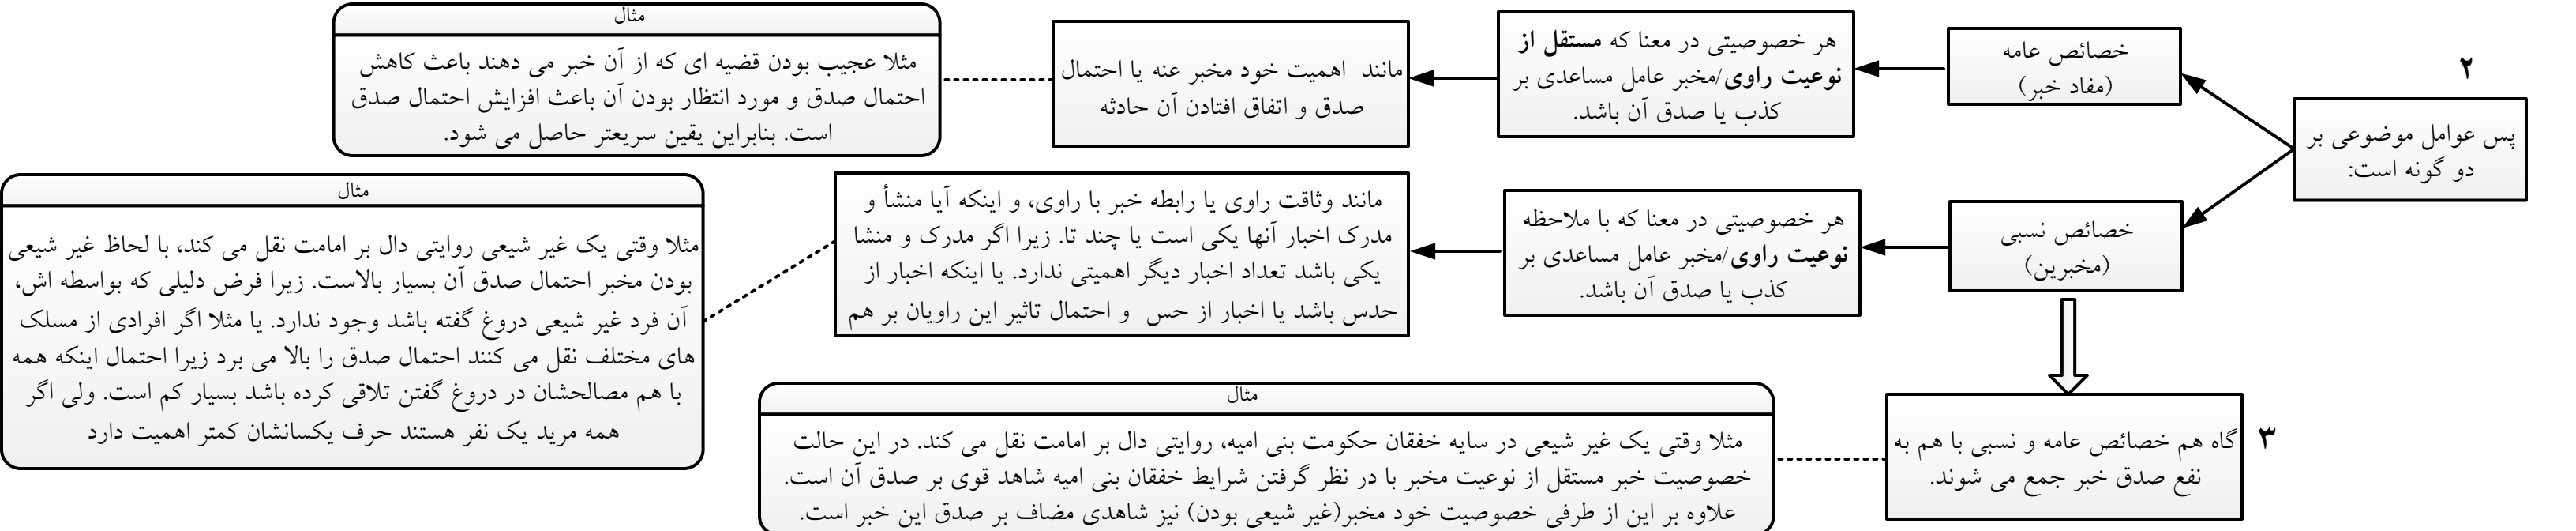 ۲
پس عوامل موضوعی بر
دو گونه است:
خصائص عامه
(مفاد خبر)
هر خصوصیتی در معنا که مستقل از
نوعیت راوی/مخبر عامل مساعدی بر
کذب یا صدق آن باشد.
مانند اهمیت خود مخبر عنه یا احتمال
صدق و اتفاق افتادن آن حادثه
مثال
مثلا عجیب بودن قضیه ای که از آن خبر می دهند باعث کاهش
احتمال صدق و مورد انتظار بودن آن باعث افزایش احتمال صدق
است. بنابراین یقین سریعتر حاصل می شود.
خصائص نسبی
(مخبرین)
هر خصوصیتی در معنا که با ملاحظه
نوعیت راوی/مخبر عامل مساعدی بر
کذب یا صدق آن باشد.
مانند وثاقت راوی یا رابطه خبر با راوی، و اینکه آیا منشأ و
مدرک اخبار آنها یکی است یا چند تا. زیرا اگر مدرک و منشا
یکی باشد تعداد اخبار دیگر اهمیتی ندارد. یا اینکه اخبار از
حدس باشد یا اخبار از حس و احتمال تاثیر این راویان بر هم
مثال
مثلا وقتی یک غیر شیعی روایتی دال بر امامت نقل می کند، با لحاظ غیر شیعی
بودن مخبر احتمال صدق آن بسیار بالاست. زیرا فرض دلیلی که بواسطه اش،
آن فرد غیر شیعی دروغ گفته باشد وجود ندارد. یا مثلا اگر افرادی از مسلک
های مختلف نقل می کنند احتمال صدق را بالا می برد زیرا احتمال اینکه همه
با هم مصالحشان در دروغ گفتن تلاقی کرده باشد بسیار کم است. ولی اگر
همه مرید یک نفر هستند حرف یکسانشان کمتر اهمیت دارد
۳
گاه هم خصائص عامه و نسبی با هم به
نفع صدق خبر جمع می شوند.
مثال
مثلا وقتی یک غیر شیعی در سایه خفقان حکومت بنی امیه، روایتی دال بر امامت نقل می کند. در این حالت
خصوصیت خبر مستقل از نوعیت مخبر با در نظر گرفتن شرایط خفقان بنی امیه شاهد قوی بر صدق آن است.
علاوه بر این از طرفی خصوصیت خود مخبر(غیر شیعی بودن) نیز شاهدی مضاف بر صدق این خبر است.